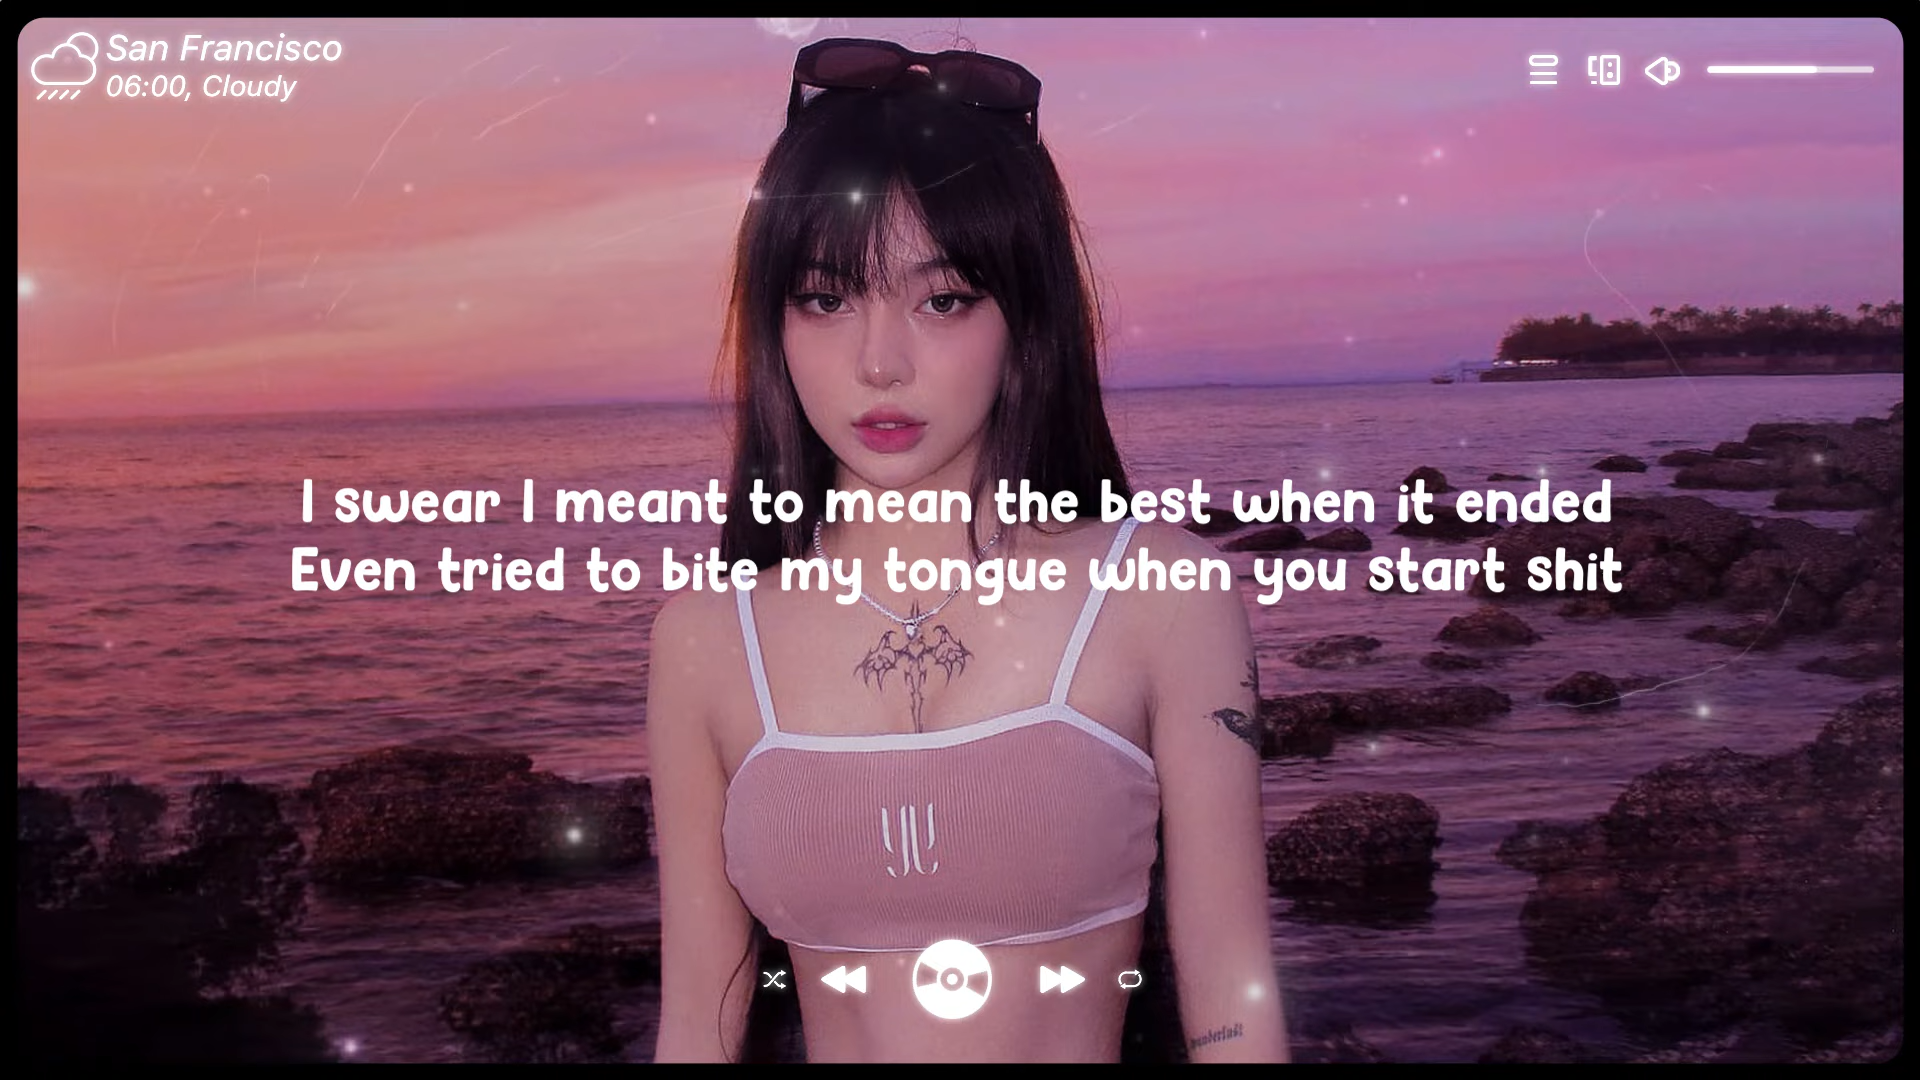 San Francisco
06:00, Cloudy
I swear I meant to mean the best when it ended
Even tried to bite my tongue when you start shit